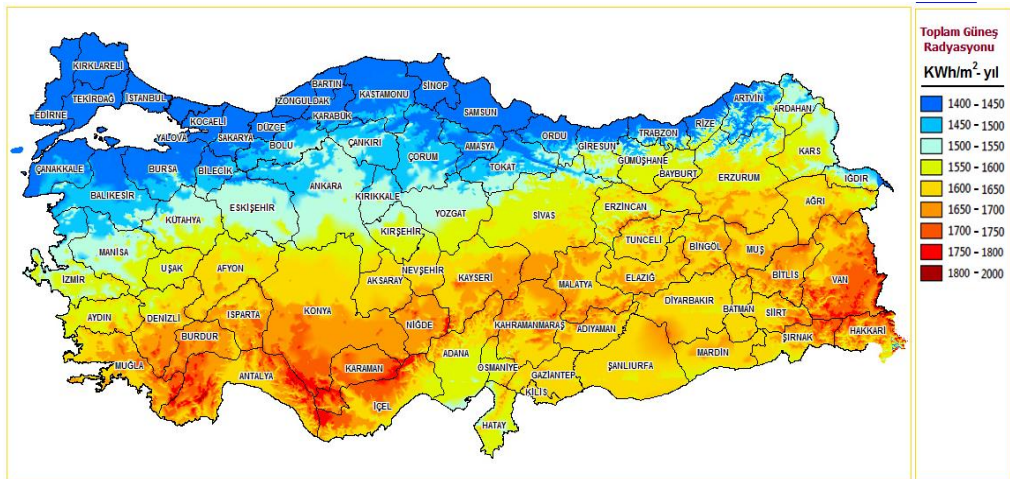 Toplam Güneş
Radyasyonu
KWh/m²-yıl
1400 - 1450
1450 - 1500
1500 - 1550
1550 - 1600
1600 - 1650
1650 - 1700
1700 - 1750
1750 - 1800
1800 - 2000
KIRKLARELİ
TEKİRDAĞ
İSTANBUL
EDİRNE
KOCAELİ
YALOVA
SAKARYA
DÜZCE
ZONGULDAK
BARTIN
KARABÜK
KASTAMONU
SİNOP
SAMSUN
ORDU
GİRESUN
TRABZON
RİZE
ARTVİN
ARDAHAN
ÇANAKKALE
BALIKESİR
BURSA
BİLECİK
BOLU
ÇANKIRI
ÇORUM
AMASYA
TOKAT
GÜMÜŞHANE
BAYBURT
ERZURUM
KARS
IĞDIR
AĞRI
KÜTAHYA
ESKİŞEHİR
ANKARA
KIRIKKALE
YOZGAT
SİVAS
ERZİNCAN
TUNCELİ
BİNGÖL
MUŞ
BİTLİS
VAN
MANİSA
İZMİR
UŞAK
AFYON
KIRŞEHİR
NEVŞEHİR
AKSARAY
KAYSERİ
MALATYA
ELAZIĞ
DİYARBAKIR
BATMAN
SİİRT
ŞIRNAK
HAKKARİ
AYDIN
DENİZLİ
ISPARTA
BURDUR
KONYA
NİĞDE
KAHRAMANMARAŞ
ADIYAMAN
MARDİN
ŞANLIURFA
MUĞLA
ANTALYA
KARAMAN
İÇEL
ADANA
OSMANİYE
GAZİANTEP
KİLİS
HATAY